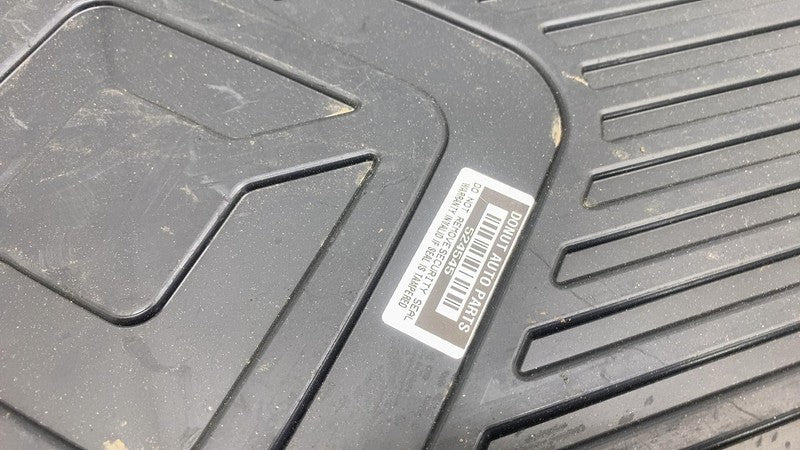 DONUT AUTO PARTS
524545
DO NOT REMOVE SECURITY SEAL
WARRANTY INVALID IF SEAL IS TAMPERED